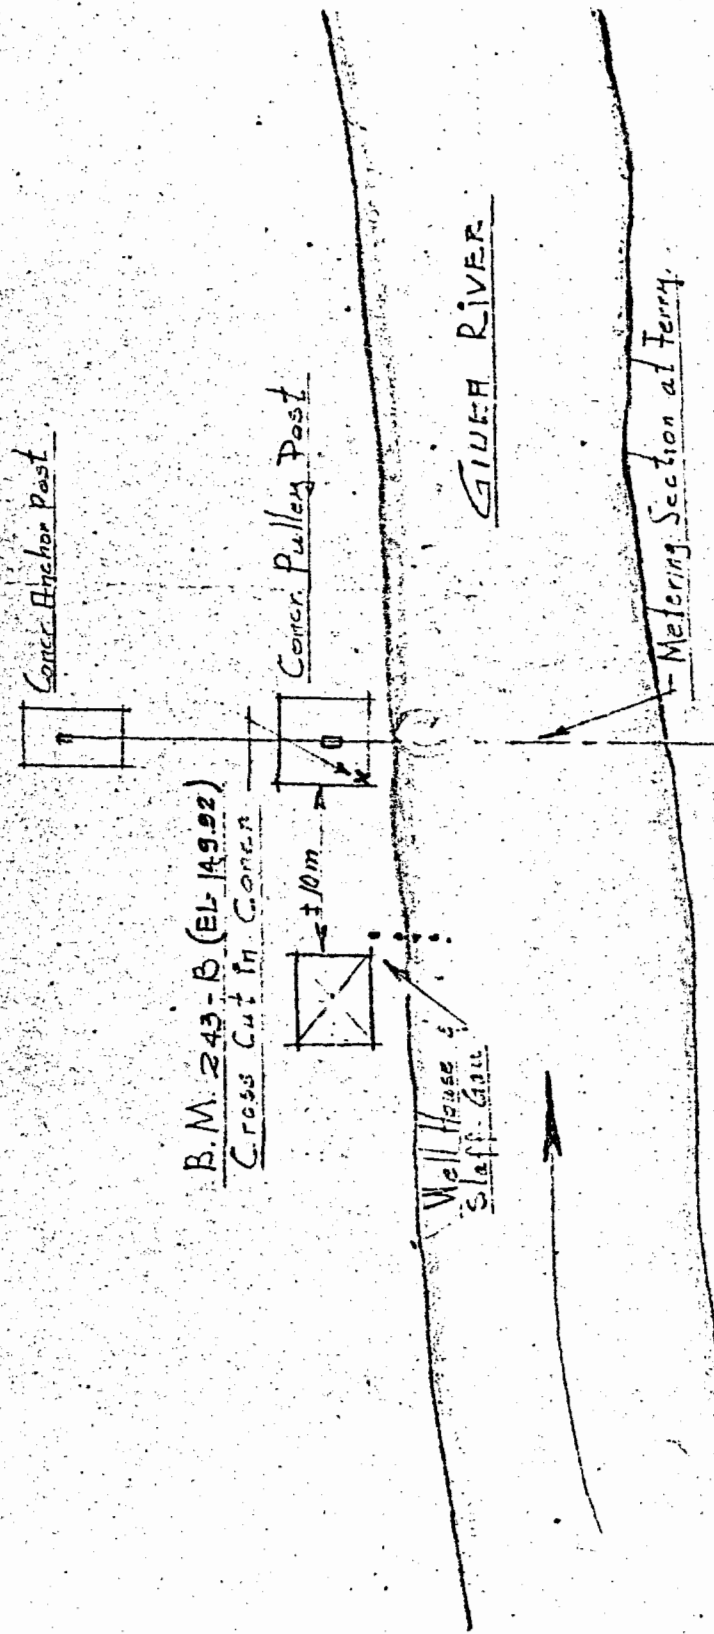 Concr. Anchor Post.
Concr. Pulley Post
B.M. 243-B (EL-149.92)
Cross Cut in Concr
±10m
GIUBA RIVER
Well House &
Staff Gau
Metering Section at Ferry.